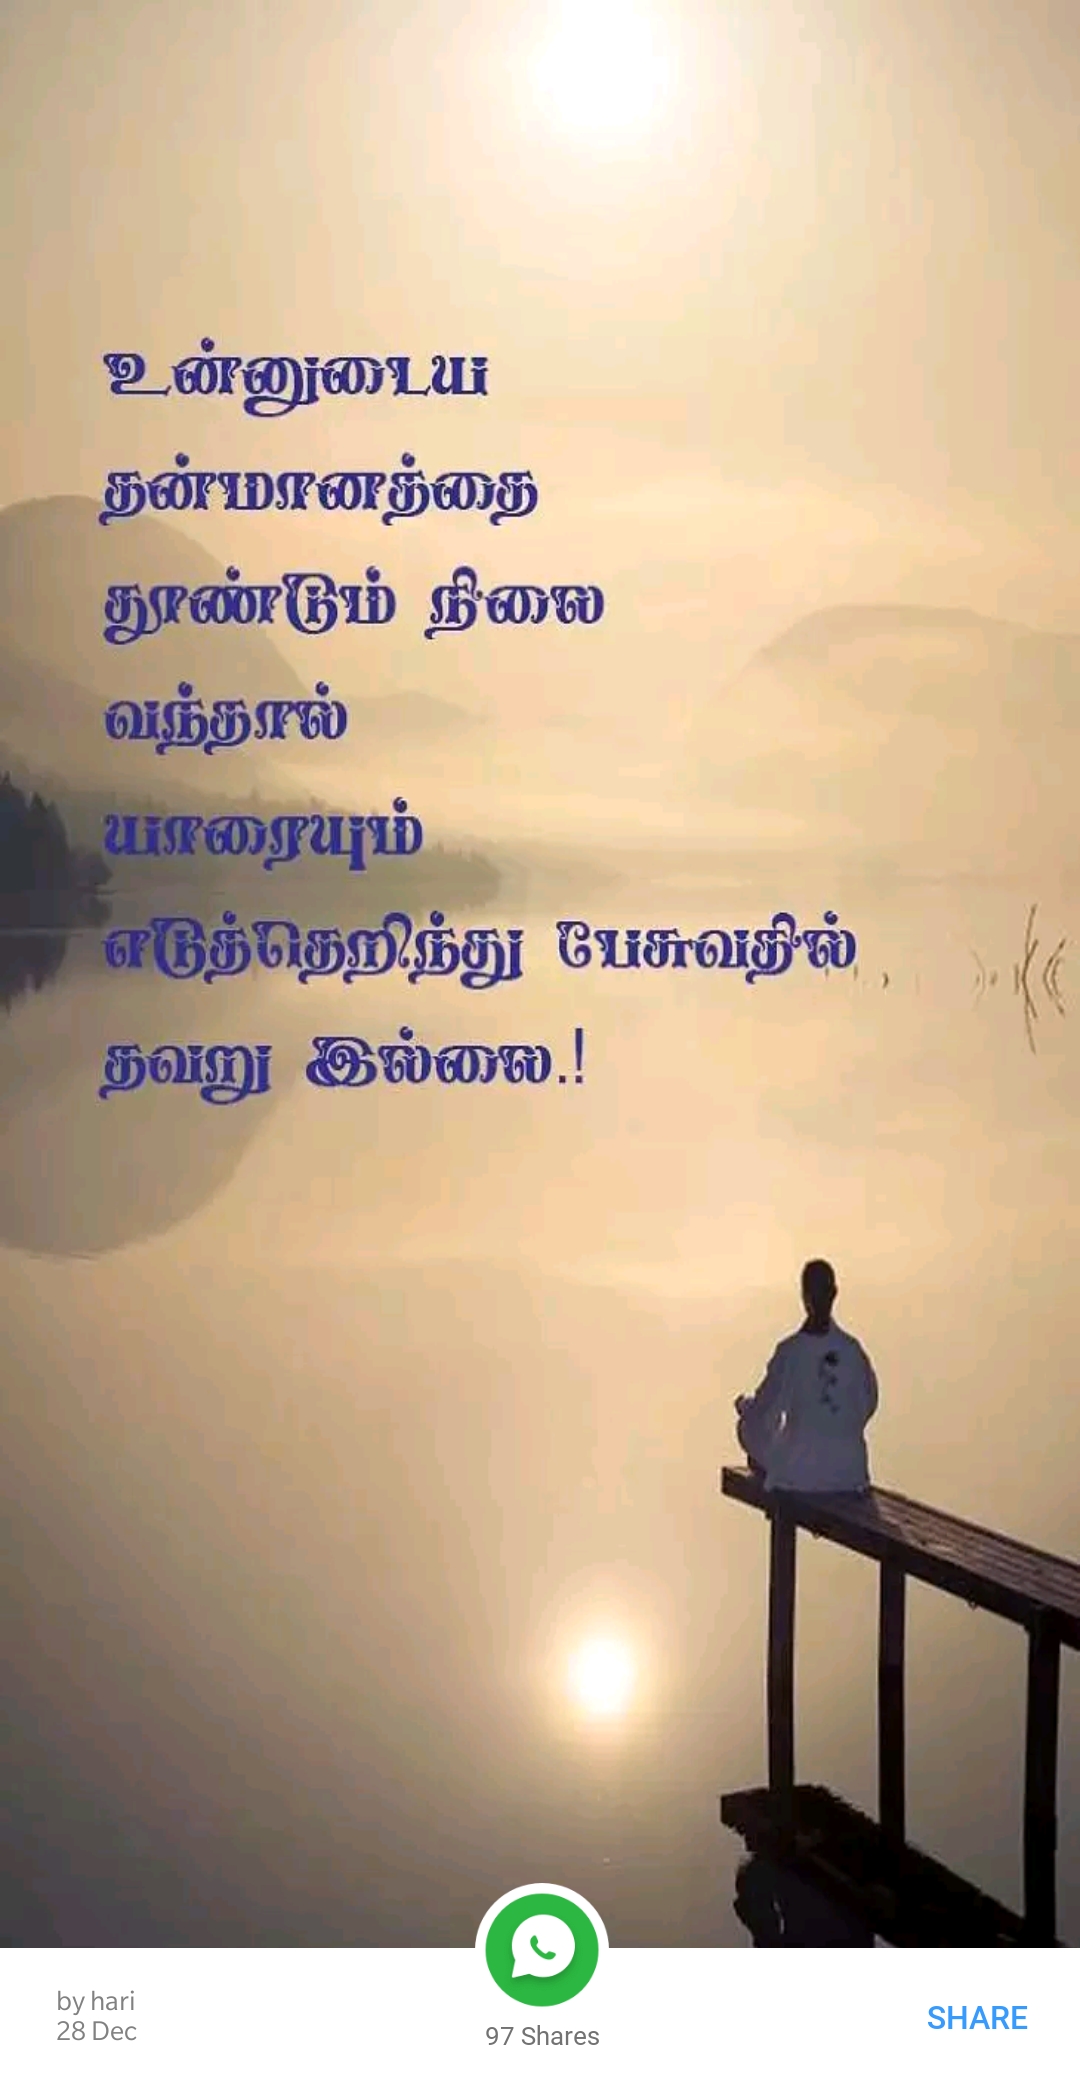 உன்னுடைய
தன்மானத்தை
தூண்டும் நிலை
வந்தால்
யாரையும்
எடுத்தெறிந்து பேசுவதில்
தவறு இல்லை.!
by hari
28 Dec
97 Shares
SHARE